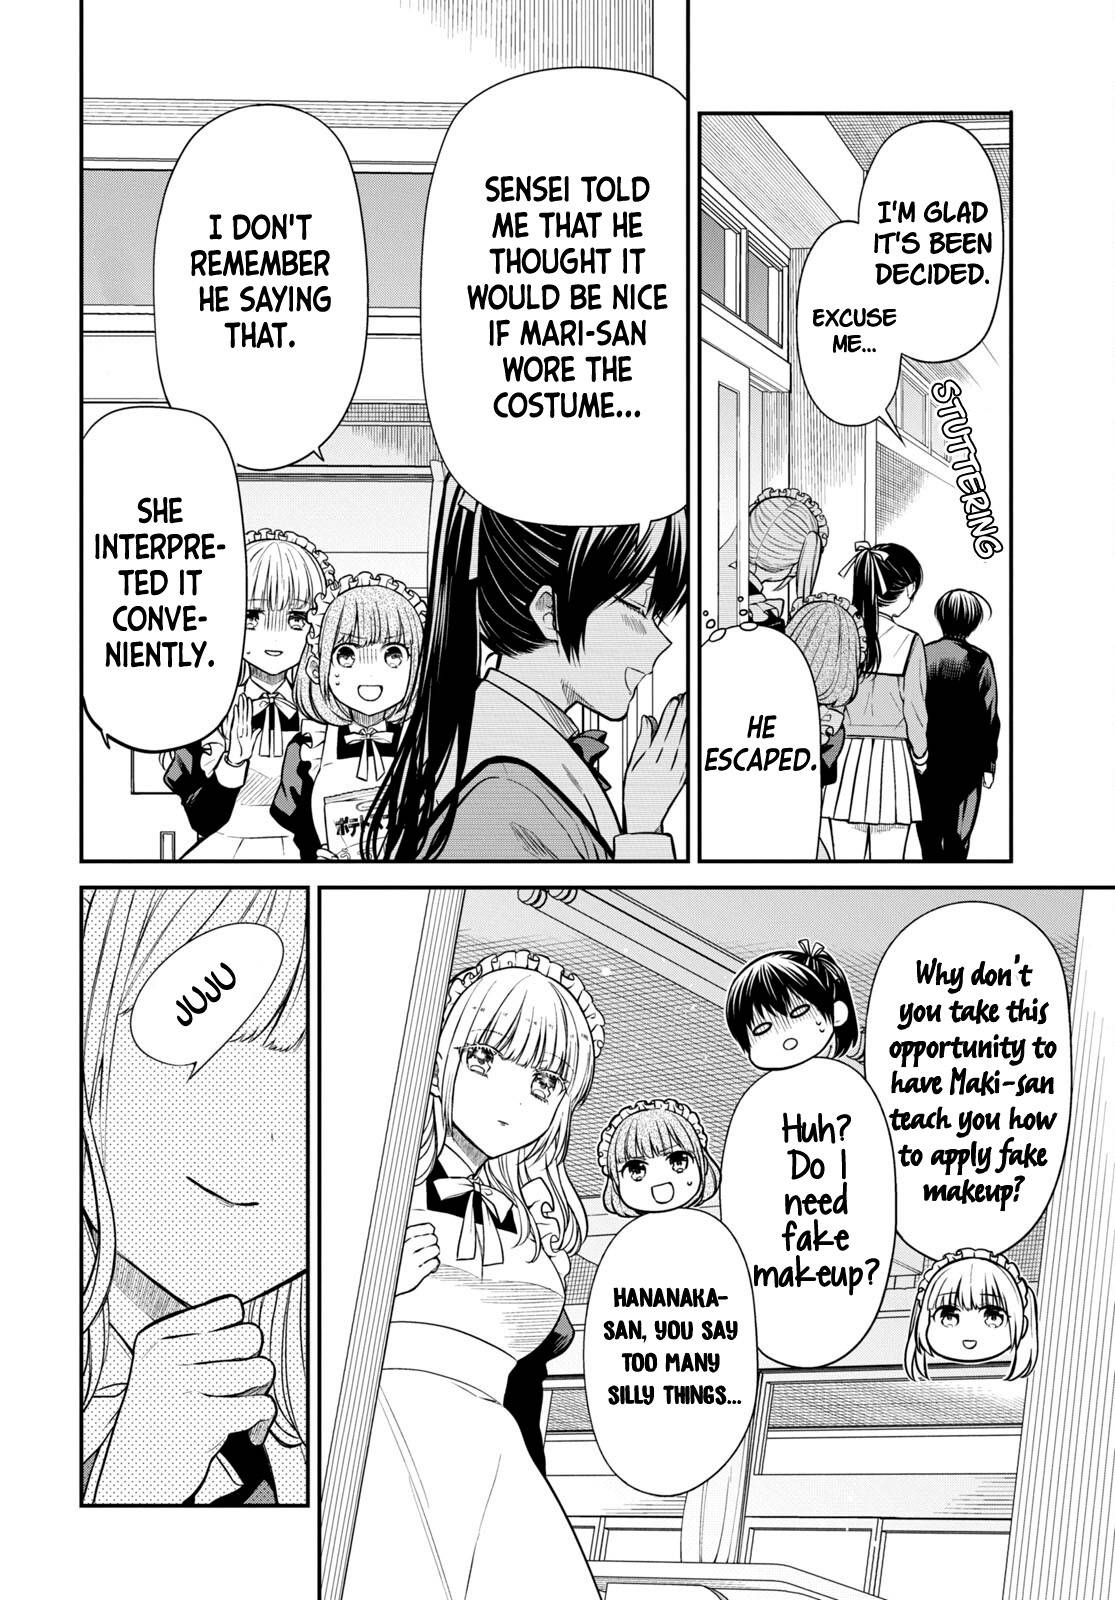 I'M GLAD
IT'S BEEN
DECIDED.
EXCUSE
ME...
STUTTERING
HE
ESCAPED.
SENSEI TOLD
ME THAT HE
THOUGHT IT
WOULD BE NICE
IF MARI-SAN
WORE THE
COSTUME...
I DON'T
REMEMBER
HE SAYING
THAT.
SHE
INTERPRE-
TED IT
CONVE-
NIENTLY.
ポテト
Why don't
you take this
opportunity to
have Maki-san
teach you how
to apply fake
makeup?
Huh?
Do I
need
fake
makeup?
HANANAKA-
SAN, YOU SAY
TOO MANY
SILLY THINGS...
JUJU